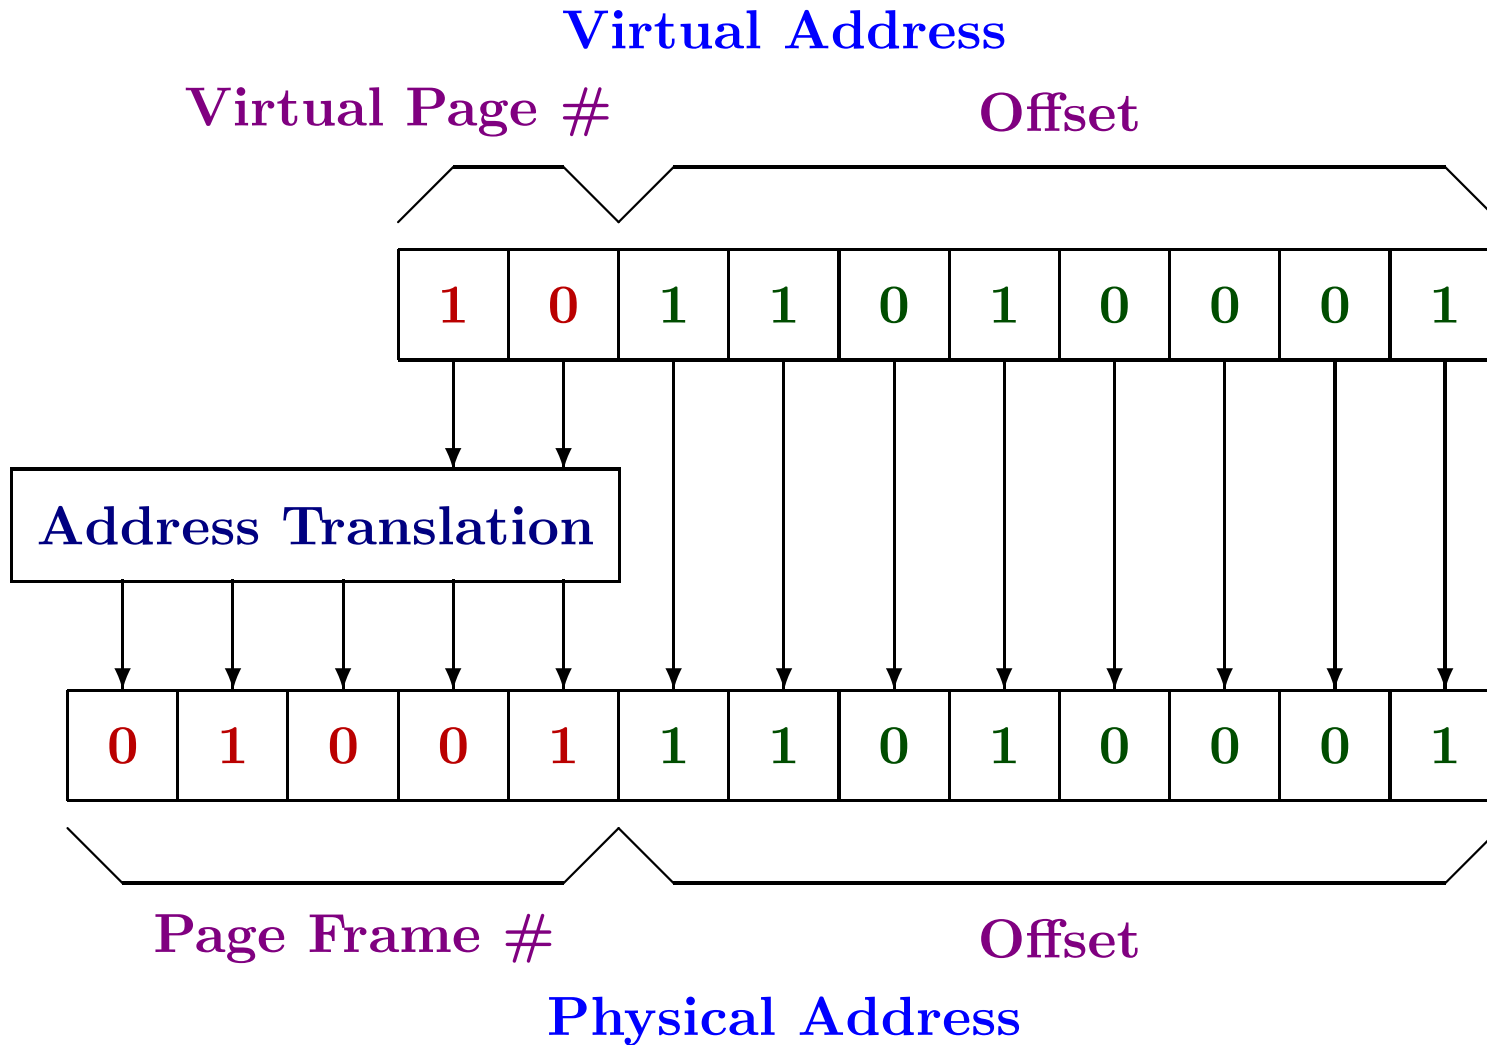 Virtual Address
Virtual Page # Offset
1 0 1 1 0 1 0 0 0 1
Address Translation
0 1 0 0 1 1 1 0 1 0 0 0 1
Page Frame # Offset
Physical Address